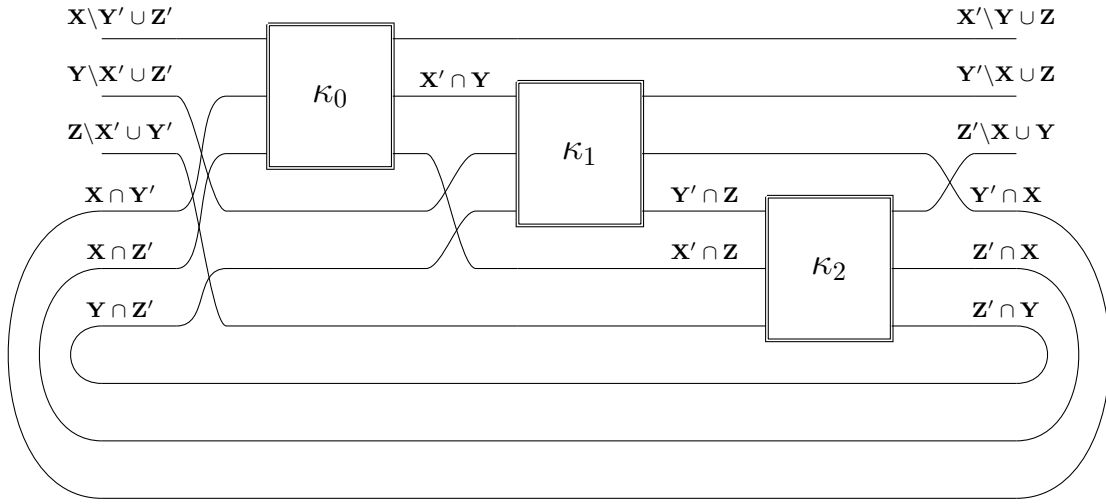 X\Y′ ∪ Z′
X′\Y ∪ Z
Y\X′ ∪ Z′
X′ ∩ Y
Y′\X ∪ Z
κ₀
Z\X′ ∪ Y′
Z′\X ∪ Y
κ₁
X ∩ Y′
Y′ ∩ Z
Y′ ∩ X
X ∩ Z′
X′ ∩ Z
Z′ ∩ X
κ₂
Y ∩ Z′
Z′ ∩ Y